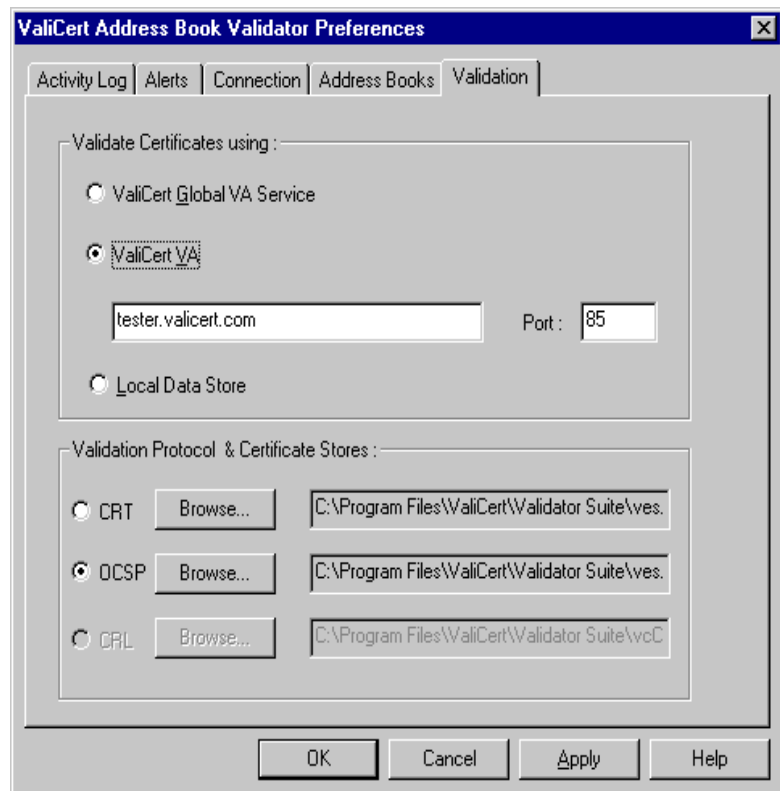 ValiCert Address Book Validator Preferences
Activity Log Alerts Connection Address Books Validation
Validate Certificates using :
ValiCert Global VA Service
ValiCert VA
tester.valicert.com Port : 85
Local Data Store
Validation Protocol & Certificate Stores :
CRT Browse... C:\Program Files\ValiCert\Validator Suite\ves.
OCSP Browse... C:\Program Files\ValiCert\Validator Suite\ves.
CRL Browse... C:\Program Files\ValiCert\Validator Suite\vcC
OK Cancel Apply Help